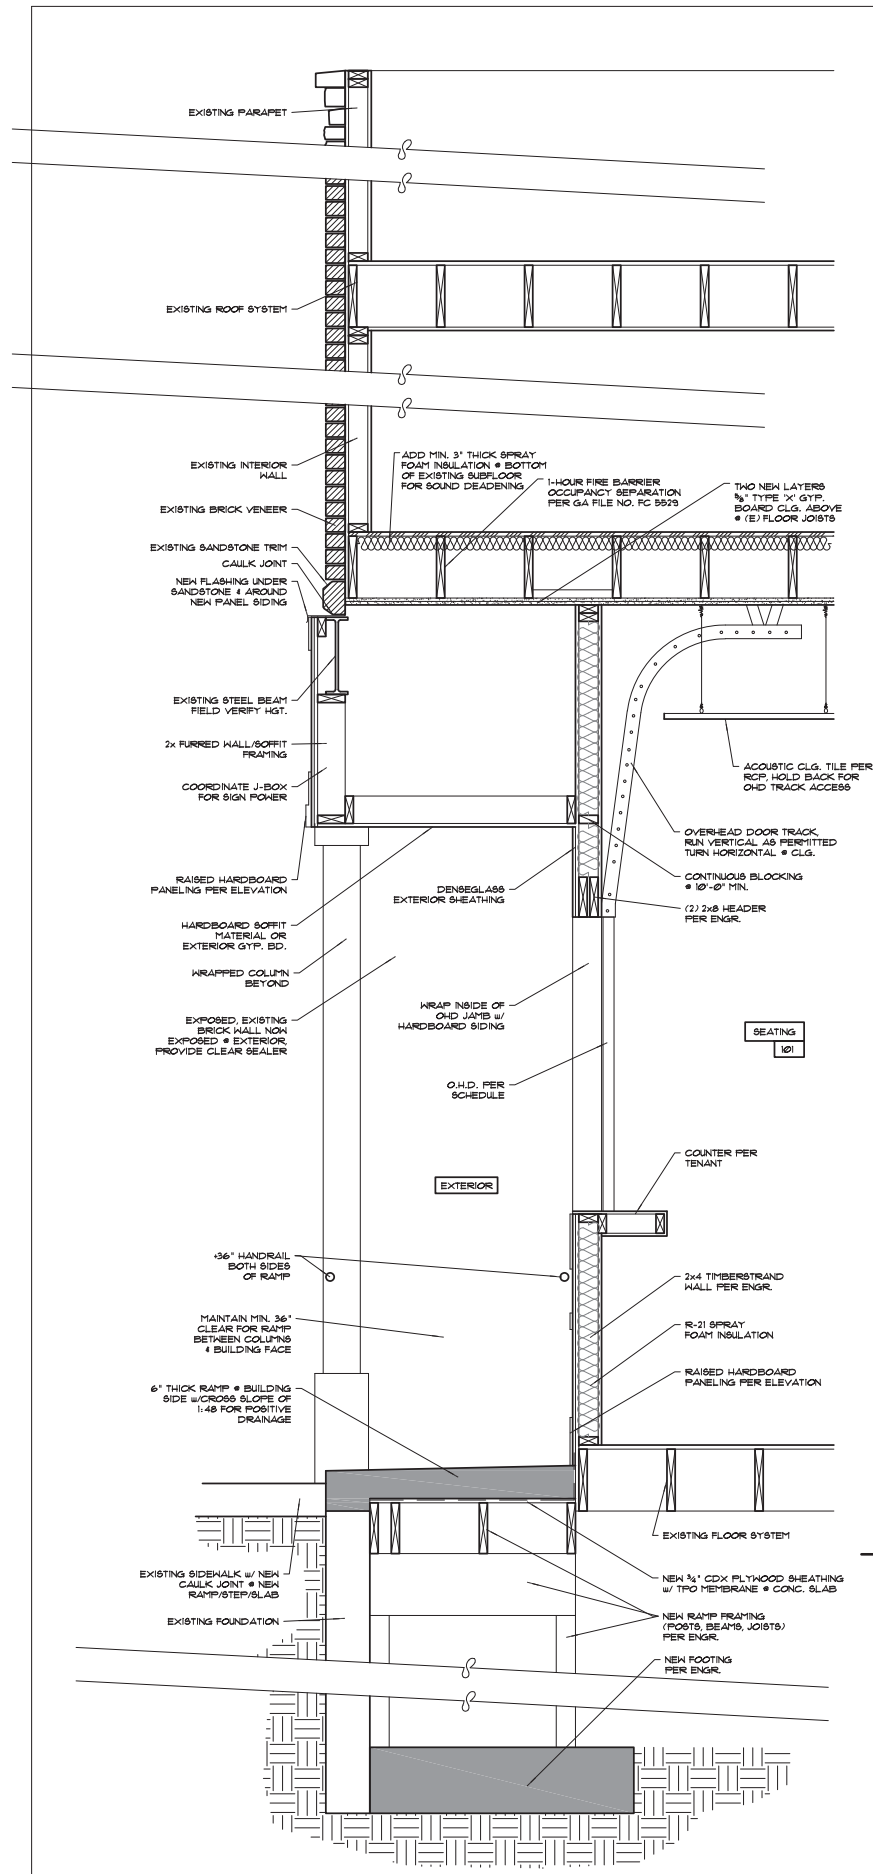 EXISTING PARAPET
EXISTING ROOF SYSTEM
EXISTING INTERIOR
WALL
EXISTING BRICK VENEER
EXISTING SANDSTONE TRIM
CAULK JOINT
NEW FLASHING UNDER
SANDSTONE & AROUND
NEW PANEL SIDING
ADD MIN. 3" THICK SPRAY
FOAM INSULATION @ BOTTOM
OF EXISTING SUBFLOOR
FOR SOUND DEADENING
1-HOUR FIRE BARRIER
OCCUPANCY SEPARATION
PER GA FILE NO. FC 5529
TWO NEW LAYERS
5/8" TYPE 'X' GYP.
BOARD CLG. ABOVE
@ (E) FLOOR JOISTS
EXISTING STEEL BEAM
FIELD VERIFY HGT.
2x FURRED WALL/SOFFIT
FRAMING
COORDINATE J-BOX
FOR SIGN POWER
RAISED HARDBOARD
PANELING PER ELEVATION
HARDBOARD SOFFIT
MATERIAL OR
EXTERIOR GYP. BD.
WRAPPED COLUMN
BEYOND
EXPOSED, EXISTING
BRICK WALL NOW
EXPOSED @ EXTERIOR,
PROVIDE CLEAR SEALER
DENSEGLASS
EXTERIOR SHEATHING
WRAP INSIDE OF
OHD JAMB w/
HARDBOARD SIDING
O.H.D. PER
SCHEDULE
ACOUSTIC CLG. TILE PER
RCP, HOLD BACK FOR
OHD TRACK ACCESS
OVERHEAD DOOR TRACK,
RUN VERTICAL AS PERMITTED
TURN HORIZONTAL @ CLG.
CONTINUOUS BLOCKING
@ 10'-0" MIN.
(2) 2x8 HEADER
PER ENGR.
SEATING
101
EXTERIOR
COUNTER PER
TENANT
+36" HANDRAIL
BOTH SIDES
OF RAMP
MAINTAIN MIN. 36"
CLEAR FOR RAMP
BETWEEN COLUMNS
& BUILDING FACE
6" THICK RAMP @ BUILDING
SIDE w/CROSS SLOPE OF
1:48 FOR POSITIVE
DRAINAGE
2x4 TIMBERSTRAND
WALL PER ENGR.
R-21 SPRAY
FOAM INSULATION
RAISED HARDBOARD
PANELING PER ELEVATION
EXISTING FLOOR SYSTEM
EXISTING SIDEWALK w/ NEW
CAULK JOINT @ NEW
RAMP/STEP/SLAB
EXISTING FOUNDATION
NEW 3/4" CDX PLYWOOD SHEATHING
w/ TPO MEMBRANE @ CONC. SLAB
NEW RAMP FRAMING
(POSTS, BEAMS, JOISTS)
PER ENGR.
NEW FOOTING
PER ENGR.